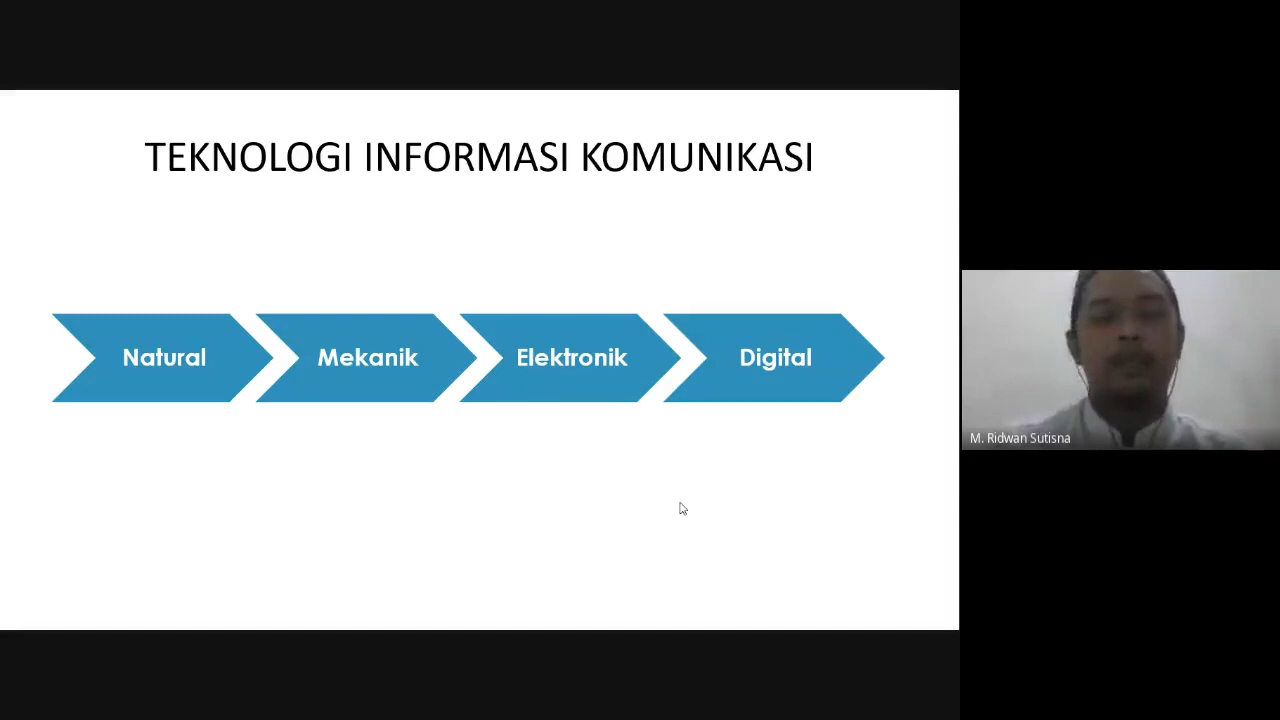 TEKNOLOGI INFORMASI KOMUNIKASI
Natural
Mekanik
Elektronik
Digital
M. Ridwan Sutisna